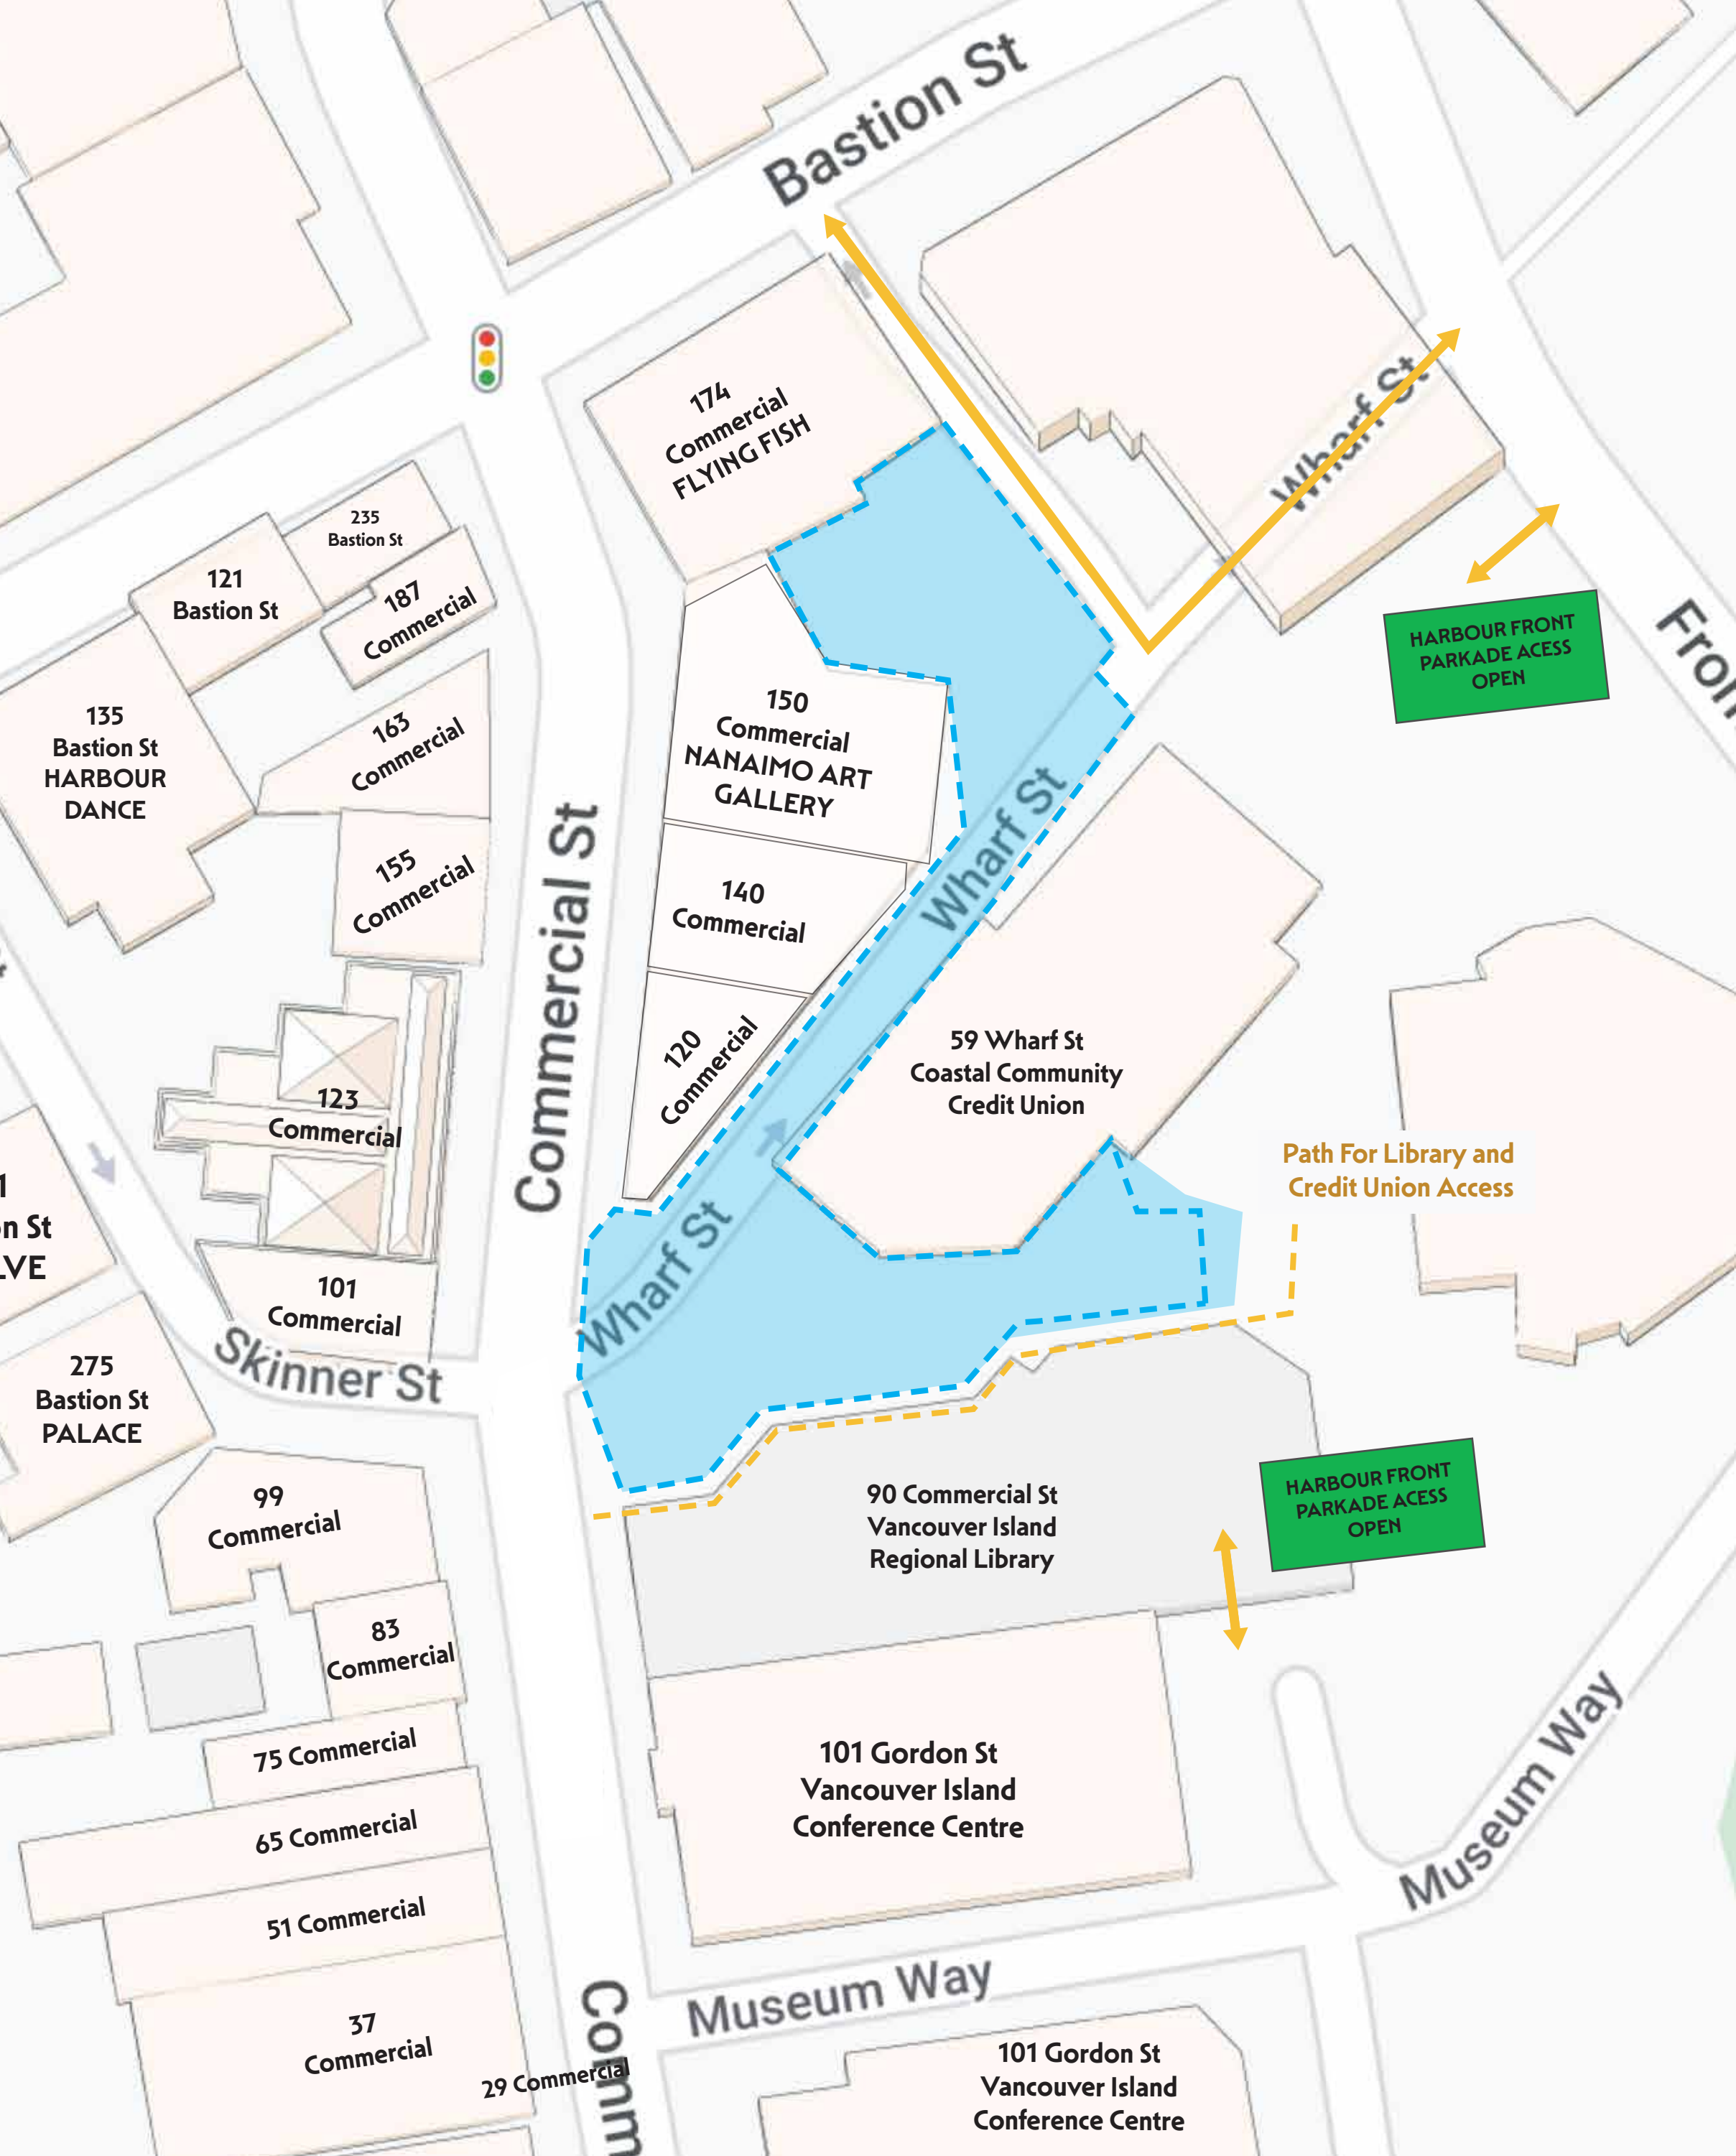 Bastion St
174
Commercial
FLYING FISH
Wharf St
235
Bastion St
121
Bastion St
187
Commercial
HARBOUR FRONT
PARKADE ACESS
OPEN
135
Bastion St
HARBOUR
DANCE
163
Commercial
150
Commercial
NANAIMO ART
GALLERY
Wharf St
155
Commercial
140
Commercial
Commercial St
120
Commercial
59 Wharf St
Coastal Community
Credit Union
123
Commercial
Path For Library and
Credit Union Access
1
n St
LVE
Wharf St
101
Commercial
Skinner St
275
Bastion St
PALACE
99
Commercial
90 Commercial St
Vancouver Island
Regional Library
HARBOUR FRONT
PARKADE ACESS
OPEN
83
Commercial
75 Commercial
101 Gordon St
Vancouver Island
Conference Centre
65 Commercial
Museum Way
51 Commercial
Museum Way
37
Commercial
29 Commercial
Comm
101 Gordon St
Vancouver Island
Conference Centre